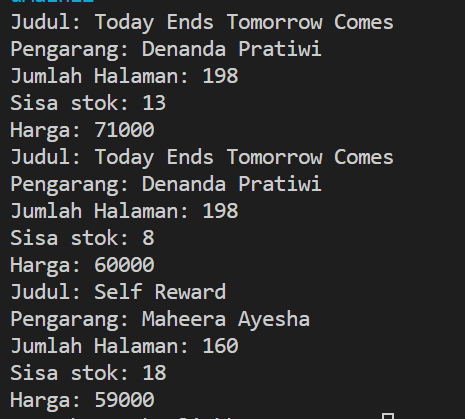 Judul: Today Ends Tomorrow Comes
Pengarang: Denanda Pratiwi
Jumlah Halaman: 198
Sisa stok: 13
Harga: 71000
Judul: Today Ends Tomorrow Comes
Pengarang: Denanda Pratiwi
Jumlah Halaman: 198
Sisa stok: 8
Harga: 60000
Judul: Self Reward
Pengarang: Maheera Ayesha
Jumlah Halaman: 160
Sisa stok: 18
Harga: 59000